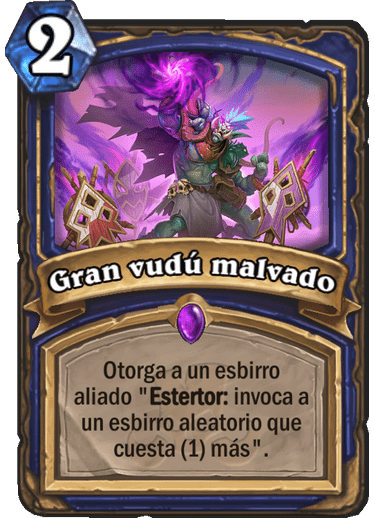 2
Gran vudú malvado
Otorga a un esbirro
aliado "Estertor: invoca a
un esbirro aleatorio que
cuesta (1) más".